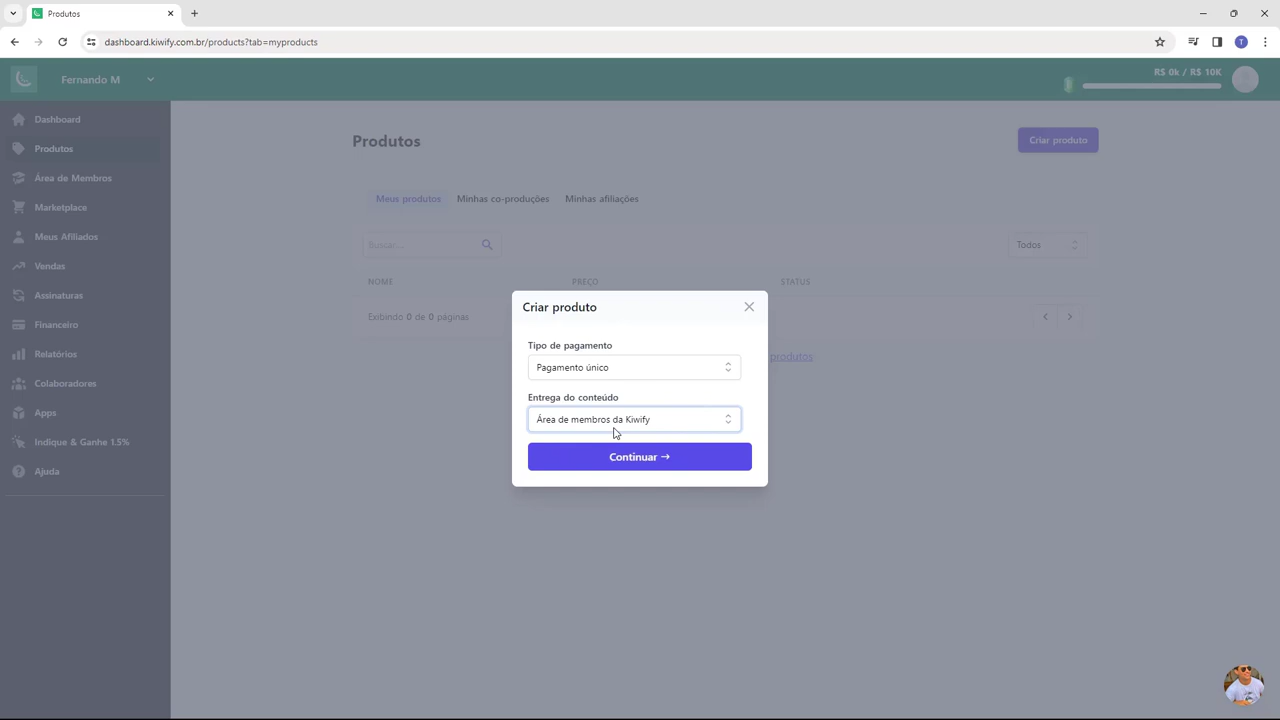 Produtos
dashboard.kiwify.com.br/products?tab=myproducts
T
Fernando M
R$ 0k / R$ 10K
Dashboard
Produtos
Área de Membros
Marketplace
Meus Afiliados
Vendas
Assinaturas
Financeiro
Relatórios
Colaboradores
Apps
Indique & Ganhe 1.5%
Ajuda
Produtos
Criar produto
Meus produtos
Minhas co-produções
Minhas afiliações
Buscar...
Todos
NOME
PREÇO
STATUS
Exibindo 0 de 0 páginas
produtos
Criar produto
Tipo de pagamento
Pagamento único
Entrega do conteúdo
Área de membros da Kiwify
Continuar →